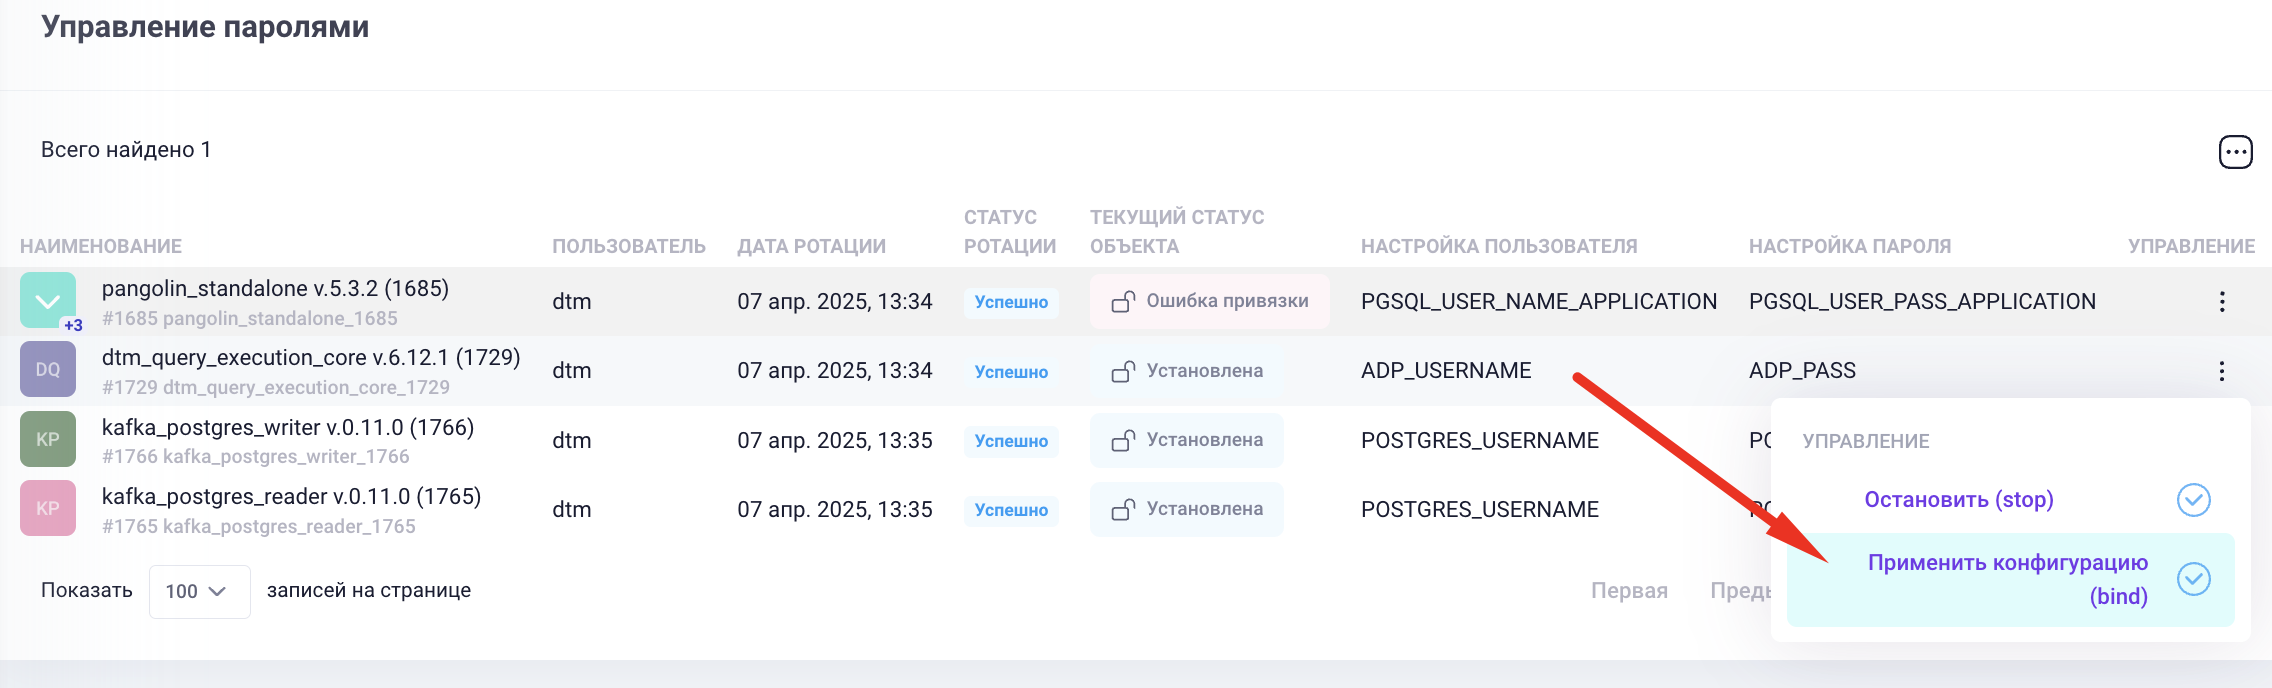 Управление паролями
Всего найдено 1
НАИМЕНОВАНИЕ ПОЛЬЗОВАТЕЛЬ ДАТА РОТАЦИИ СТАТУС РОТАЦИИ ТЕКУЩИЙ СТАТУС ОБЪЕКТА НАСТРОЙКА ПОЛЬЗОВАТЕЛЯ НАСТРОЙКА ПАРОЛЯ УПРАВЛЕНИЕ
pangolin_standalone v.5.3.2 (1685) dtm 07 апр. 2025, 13:34 Успешно Ошибка привязки PGSQL_USER_NAME_APPLICATION PGSQL_USER_PASS_APPLICATION
+3 #1685 pangolin_standalone_1685
DQ dtm_query_execution_core v.6.12.1 (1729) dtm 07 апр. 2025, 13:34 Успешно Установлена ADP_USERNAME ADP_PASS
#1729 dtm_query_execution_core_1729
KP kafka_postgres_writer v.0.11.0 (1766) dtm 07 апр. 2025, 13:35 Успешно Установлена POSTGRES_USERNAME
#1766 kafka_postgres_writer_1766
KP kafka_postgres_reader v.0.11.0 (1765) dtm 07 апр. 2025, 13:35 Успешно Установлена POSTGRES_USERNAME
#1765 kafka_postgres_reader_1765
УПРАВЛЕНИЕ
Остановить (stop)
Применить конфигурацию
(bind)
Показать 100 записей на странице Первая